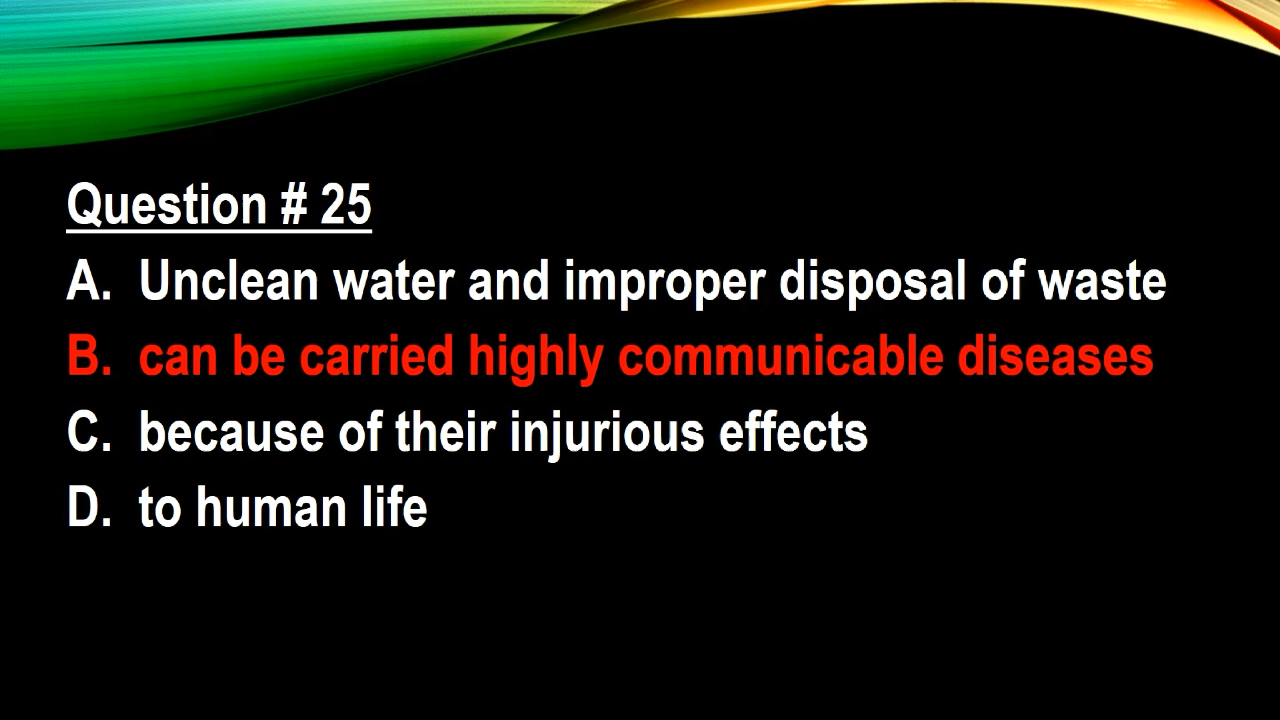 Question # 25
A. Unclean water and improper disposal of waste
B. can be carried highly communicable diseases
C. because of their injurious effects
D. to human life